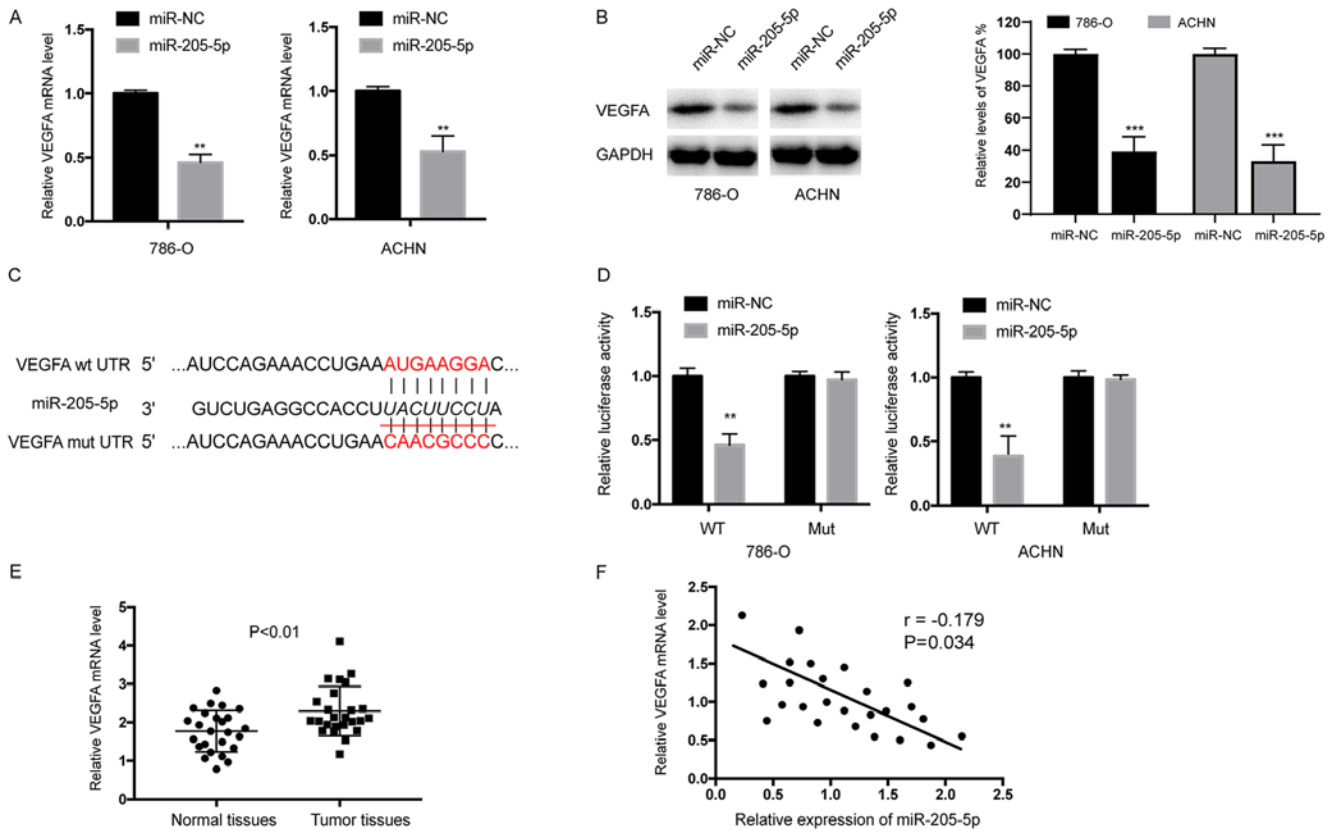 A
miR-NC
miR-205-5p
Relative VEGFA mRNA level
1.5
1.0
0.5
0.0
**
786-O
miR-NC
miR-205-5p
Relative VEGFA mRNA level
1.5
1.0
0.5
0.0
**
ACHN
B
miR-NC
miR-205-5p
miR-NC
miR-205-5p
VEGFA
GAPDH
786-O
ACHN
786-O
ACHN
Relative levels of VEGFA %
120
100
80
60
40
20
0
***
***
miR-NC
miR-205-5p
miR-NC
miR-205-5p
C
VEGFA wt UTR 5' ...AUCCAGAAACCUGAAAUGAAGGAC...
miR-205-5p 3' GUCUGAGGCCACCUUACUUCCUA
VEGFA mut UTR 5' ...AUCCAGAAACCUGAACAACGCCCC...
D
miR-NC
miR-205-5p
Relative luciferase activity
1.5
1.0
0.5
0.0
**
WT
Mut
786-O
miR-NC
miR-205-5p
Relative luciferase activity
1.5
1.0
0.5
0.0
**
WT
Mut
ACHN
E
Relative VEGFA mRNA level
5
4
3
2
1
0
P<0.01
Normal tissues
Tumor tissues
F
Relative VEGFA mRNA level
2.5
2.0
1.5
1.0
0.5
0.0
r = -0.179
P=0.034
0.0
0.5
1.0
1.5
2.0
2.5
Relative expression of miR-205-5p